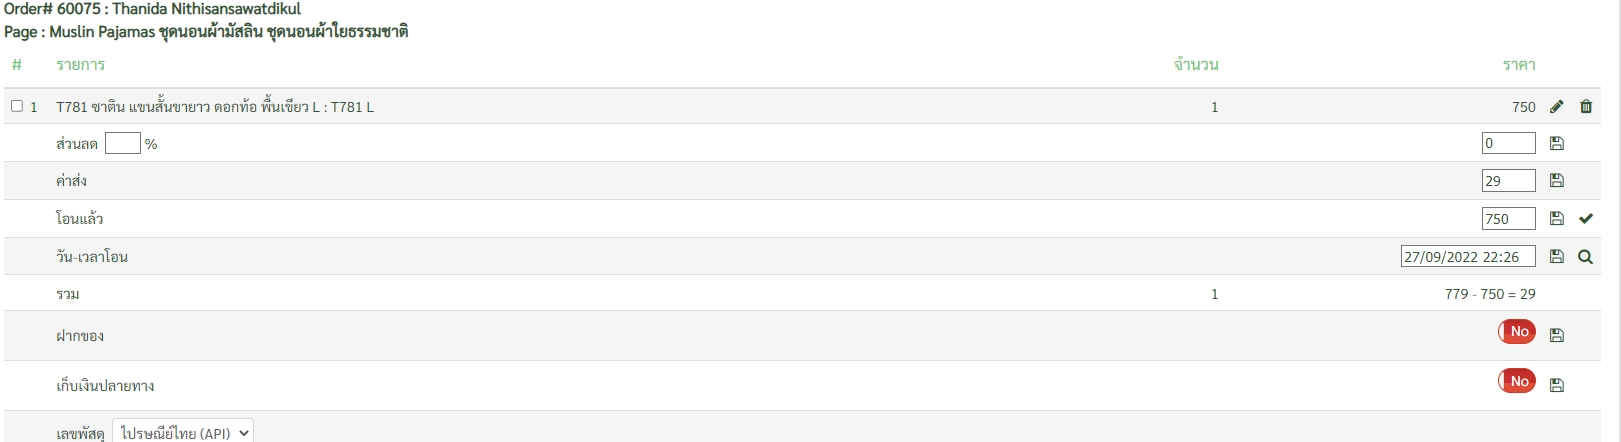 Order# 60075 : Thanida Nithisansawatdikul
Page : Muslin Pajamas ชุดนอนผ้ามัสลิน ชุดนอนผ้าใยธรรมชาติ
# รายการ จำนวน ราคา
1 T781 ซาติน แขนสั้นขายาว ดอกท้อ พื้นเขียว L : T781 L 1 750
ส่วนลด % 0
ค่าส่ง 29
โอนแล้ว 750
วัน-เวลาโอน 27/09/2022 22:26
รวม 1 779 - 750 = 29
ฝากของ No
เก็บเงินปลายทาง No
เลขพัสดุ ไปรษณีย์ไทย (API)